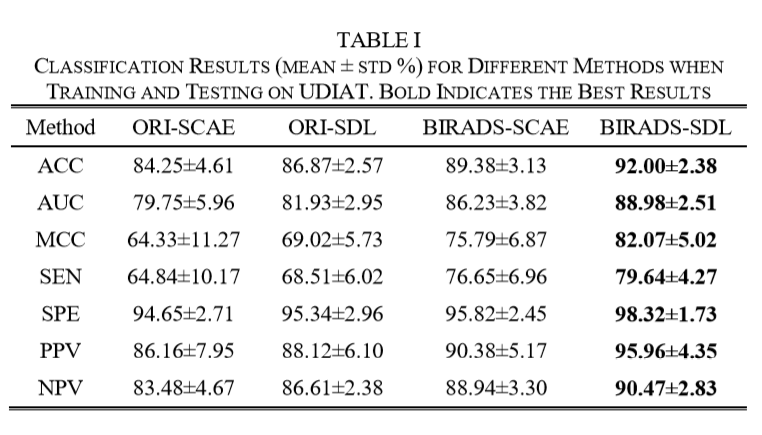 TABLE I
CLASSIFICATION RESULTS (MEAN ± STD %) FOR DIFFERENT METHODS WHEN
TRAINING AND TESTING ON UDIAT. BOLD INDICATES THE BEST RESULTS
Method ORI-SCAE ORI-SDL BIRADS-SCAE BIRADS-SDL
ACC 84.25±4.61 86.87±2.57 89.38±3.13 92.00±2.38
AUC 79.75±5.96 81.93±2.95 86.23±3.82 88.98±2.51
MCC 64.33±11.27 69.02±5.73 75.79±6.87 82.07±5.02
SEN 64.84±10.17 68.51±6.02 76.65±6.96 79.64±4.27
SPE 94.65±2.71 95.34±2.96 95.82±2.45 98.32±1.73
PPV 86.16±7.95 88.12±6.10 90.38±5.17 95.96±4.35
NPV 83.48±4.67 86.61±2.38 88.94±3.30 90.47±2.83